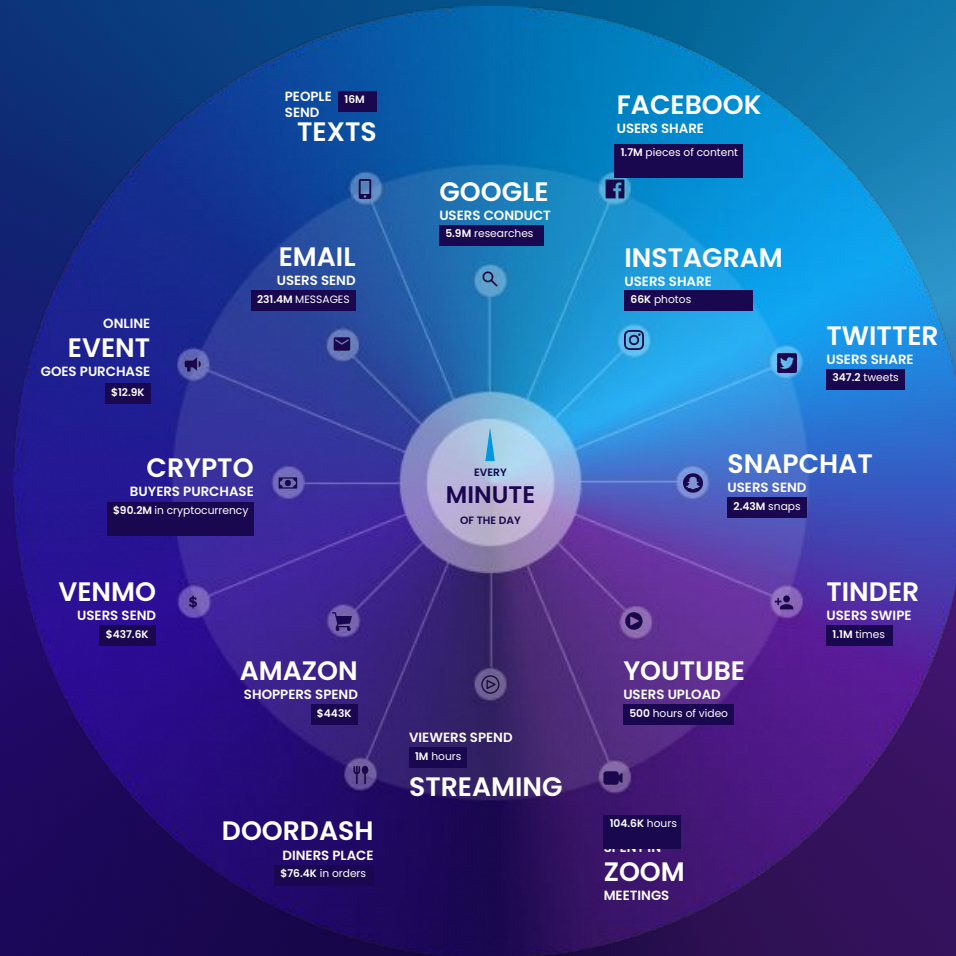 PEOPLE
SEND
16M
TEXTS
FACEBOOK
USERS SHARE
1.7M pieces of content
GOOGLE
USERS CONDUCT
5.9M researches
EMAIL
USERS SEND
231.4M MESSAGES
INSTAGRAM
USERS SHARE
66K photos
ONLINE
EVENT
GOES PURCHASE
$12.9K
TWITTER
USERS SHARE
347.2 tweets
CRYPTO
BUYERS PURCHASE
$90.2M in cryptocurrency
EVERY
MINUTE
OF THE DAY
SNAPCHAT
USERS SEND
2.43M snaps
VENMO
USERS SEND
$437.6K
$
TINDER
USERS SWIPE
1.1M times
AMAZON
SHOPPERS SPEND
$443K
YOUTUBE
USERS UPLOAD
500 hours of video
VIEWERS SPEND
1M hours
STREAMING
DOORDASH
DINERS PLACE
$76.4K in orders
104.6K hours
SPENT IN
ZOOM
MEETINGS